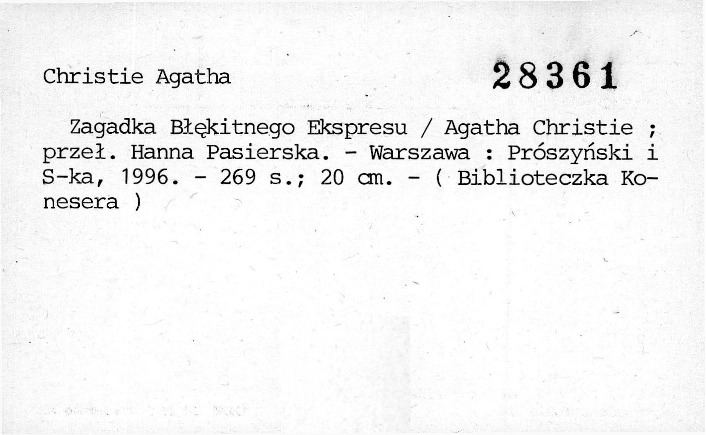 Christie Agatha 28361
Zagadka Błękitnego Ekspresu / Agatha Christie ;
przeł. Hanna Pasierska. - Warszawa : Prószyński i
S-ka, 1996. - 269 s.; 20 cm. - ( Biblioteczka Ko-
nesera )